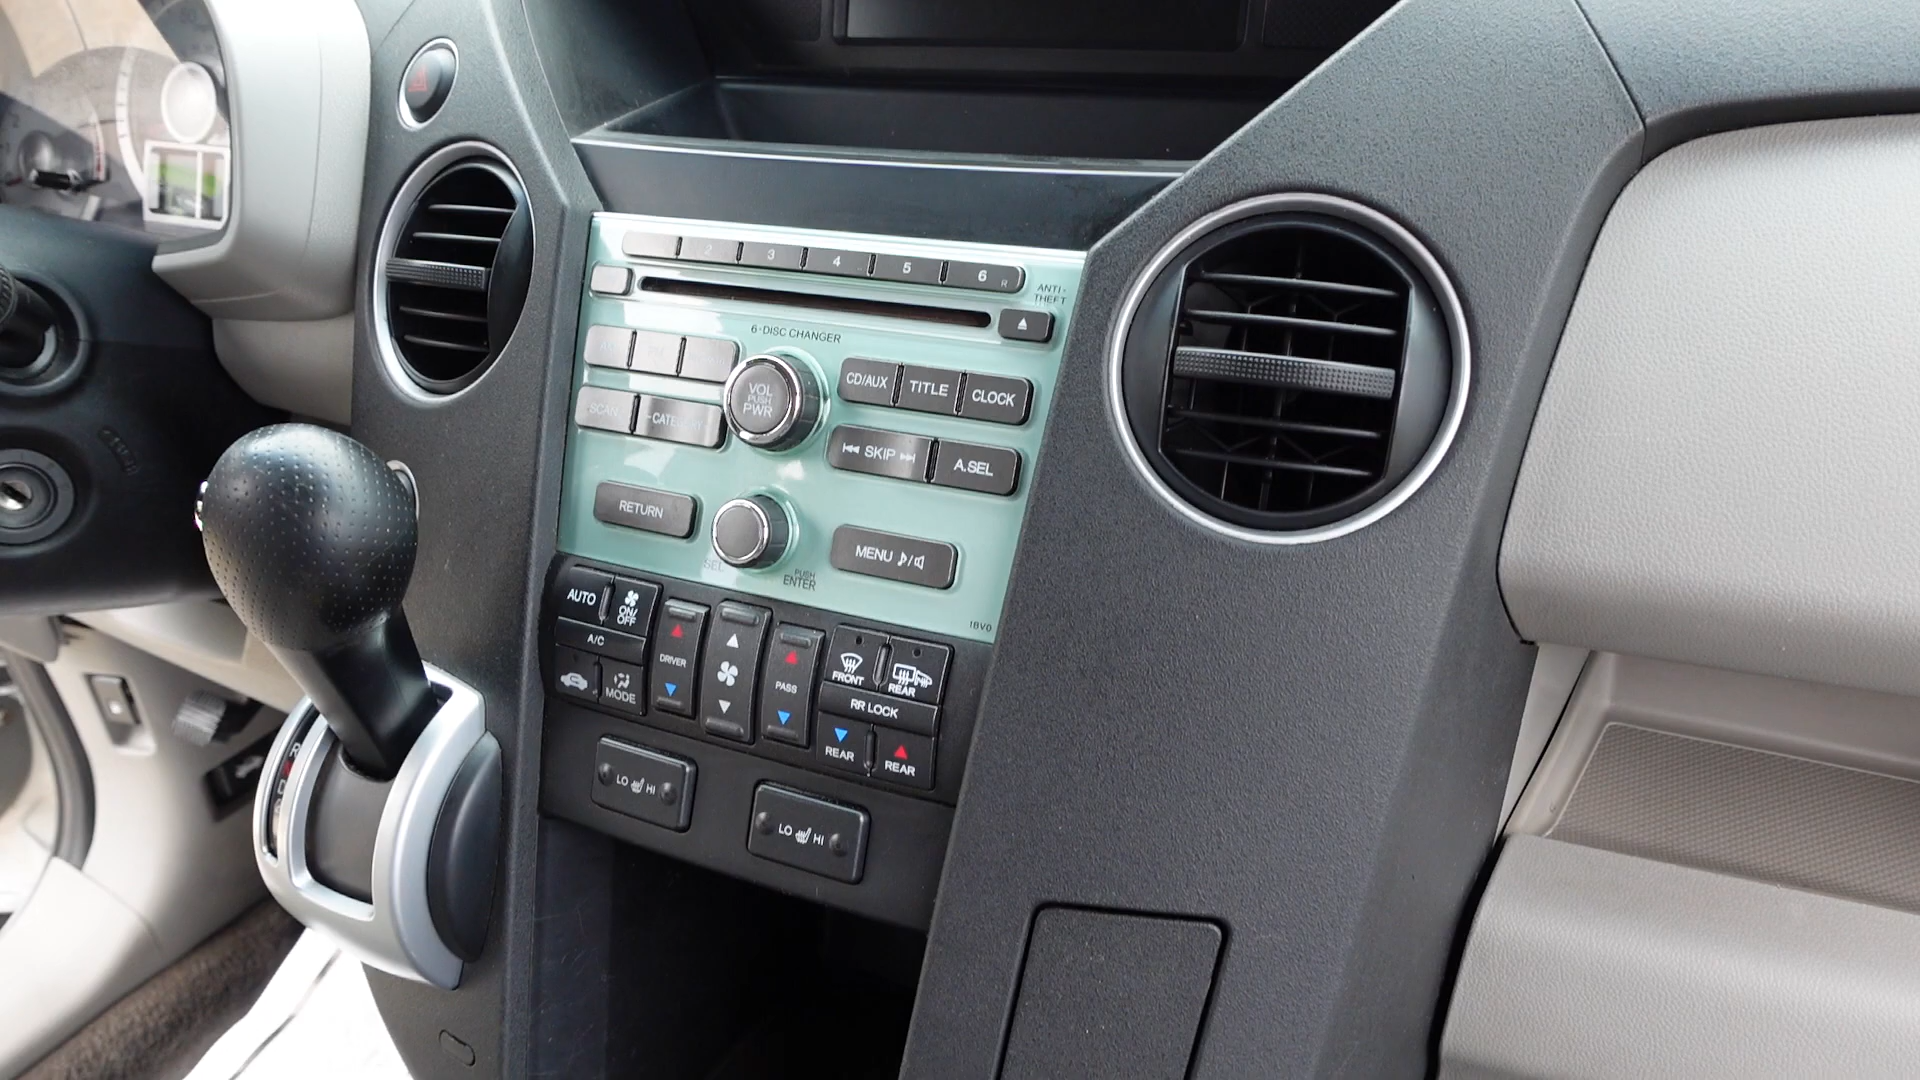 2
3
4
5
6
R
ANTI-
THEFT
6-DISC CHANGER
VOL
PUSH
PWR
CD/AUX
TITLE
CLOCK
SCAN
SKIP
A.SEL
RETURN
MENU
SEL
PUSH
ENTER
1BV0
AUTO
ON/
OFF
A/C
MODE
DRIVER
PASS
FRONT
REAR
RR LOCK
REAR
REAR
LO HI
LO HI
R
D